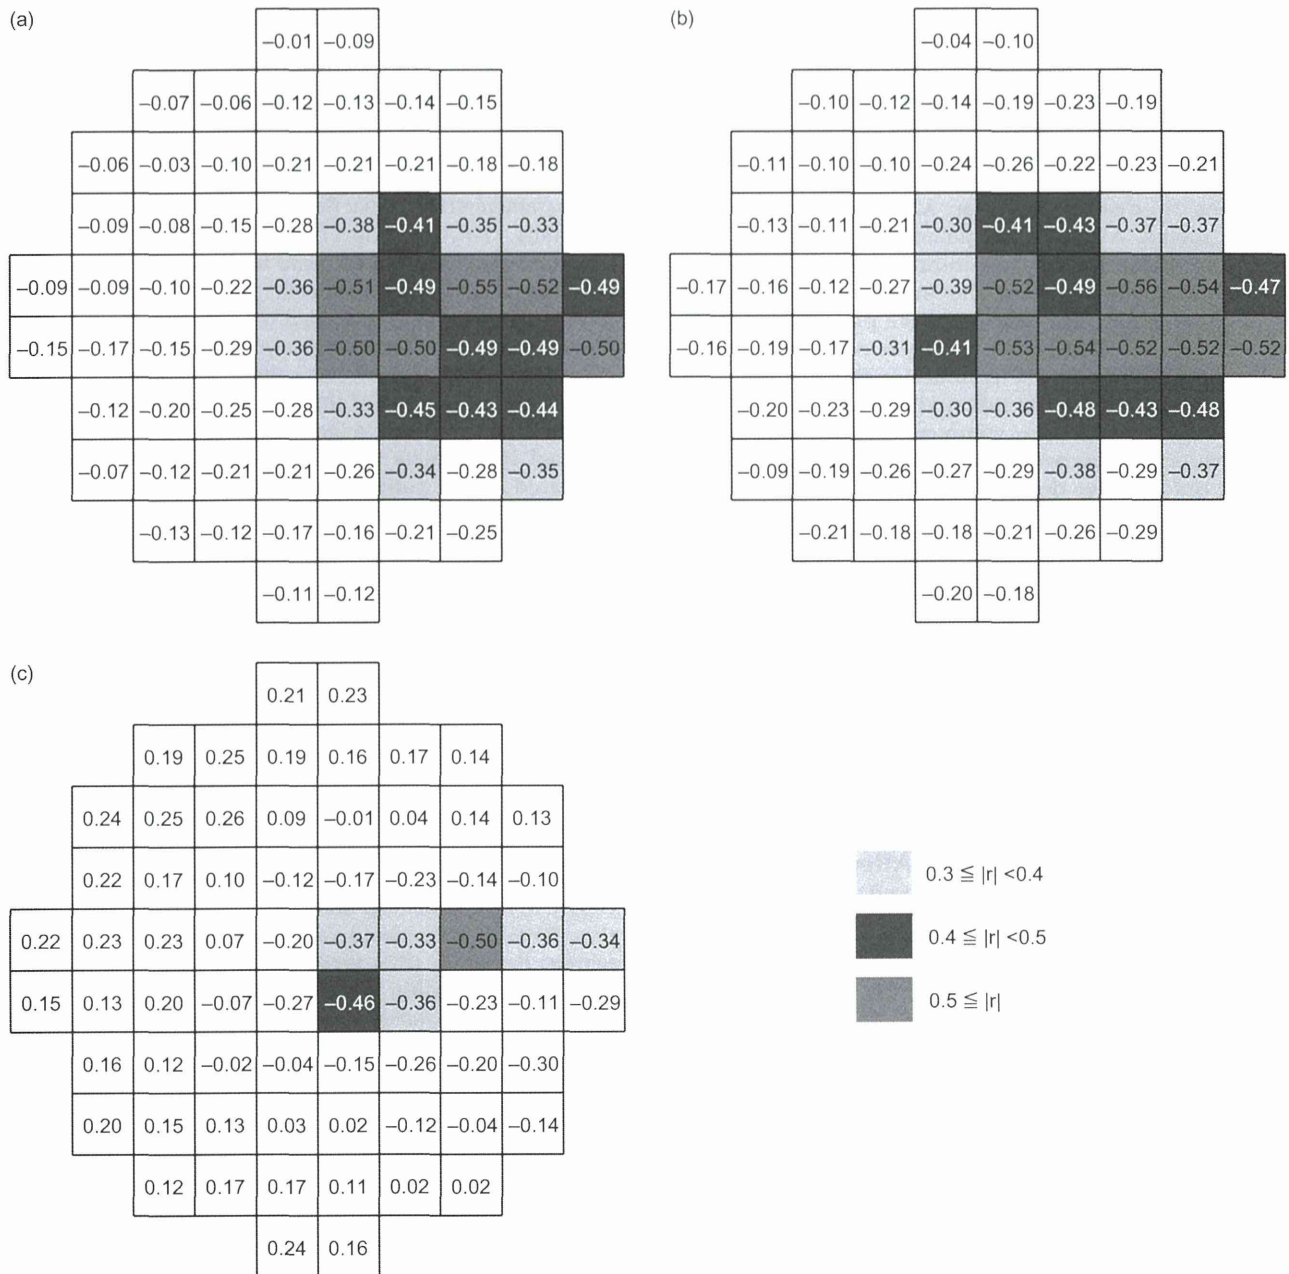 (a)
–0.01 –0.09
–0.07 –0.06 –0.12 –0.13 –0.14 –0.15
–0.06 –0.03 –0.10 –0.21 –0.21 –0.21 –0.18 –0.18
–0.09 –0.08 –0.15 –0.28 –0.38 –0.41 –0.35 –0.33
–0.09 –0.09 –0.10 –0.22 –0.36 –0.51 –0.49 –0.55 –0.52 –0.49
–0.15 –0.17 –0.15 –0.29 –0.36 –0.50 –0.50 –0.49 –0.49 –0.50
–0.12 –0.20 –0.25 –0.28 –0.33 –0.45 –0.43 –0.44
–0.07 –0.12 –0.21 –0.21 –0.26 –0.34 –0.28 –0.35
–0.13 –0.12 –0.17 –0.16 –0.21 –0.25
–0.11 –0.12
(b)
–0.04 –0.10
–0.10 –0.12 –0.14 –0.19 –0.23 –0.19
–0.11 –0.10 –0.10 –0.24 –0.26 –0.22 –0.23 –0.21
–0.13 –0.11 –0.21 –0.30 –0.41 –0.43 –0.37 –0.37
–0.17 –0.16 –0.12 –0.27 –0.39 –0.52 –0.49 –0.56 –0.54 –0.47
–0.16 –0.19 –0.17 –0.31 –0.41 –0.53 –0.54 –0.52 –0.52 –0.52
–0.20 –0.23 –0.29 –0.30 –0.36 –0.48 –0.43 –0.48
–0.09 –0.19 –0.26 –0.27 –0.29 –0.38 –0.29 –0.37
–0.21 –0.18 –0.18 –0.21 –0.26 –0.29
–0.20 –0.18
(c)
0.21 0.23
0.19 0.25 0.19 0.16 0.17 0.14
0.24 0.25 0.26 0.09 –0.01 0.04 0.14 0.13
0.22 0.17 0.10 –0.12 –0.17 –0.23 –0.14 –0.10
0.22 0.23 0.23 0.07 –0.20 –0.37 –0.33 –0.50 –0.36 –0.34
0.15 0.13 0.20 –0.07 –0.27 –0.46 –0.36 –0.23 –0.11 –0.29
0.16 0.12 –0.02 –0.04 –0.15 –0.26 –0.20 –0.30
0.20 0.15 0.13 0.03 0.02 –0.12 –0.04 –0.14
0.12 0.17 0.17 0.11 0.02 0.02
0.24 0.16
0.3 ≦ |r| <0.4
0.4 ≦ |r| <0.5
0.5 ≦ |r|